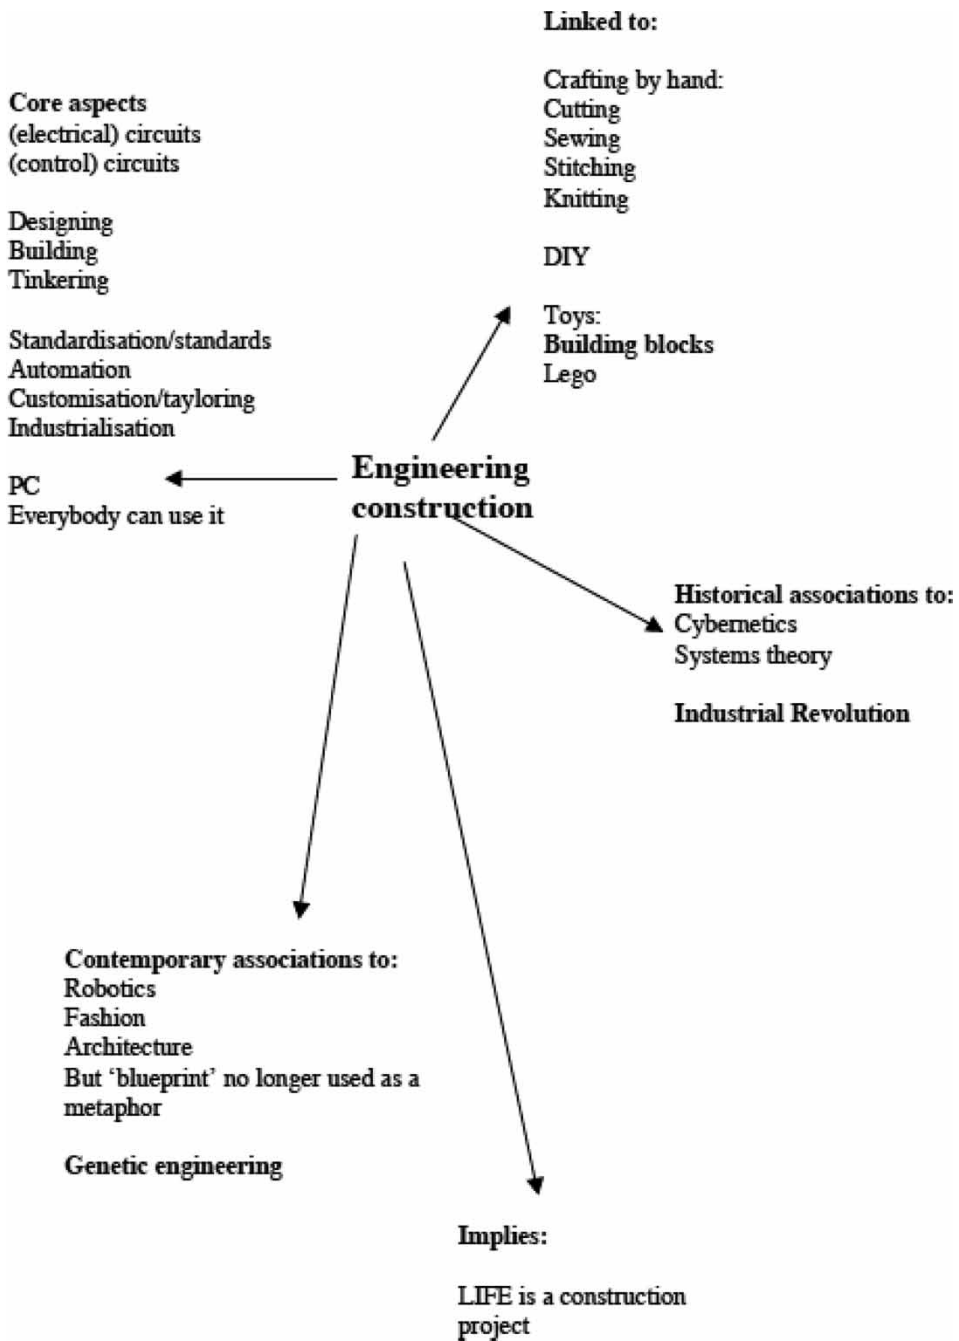 Linked to:
Crafting by hand:
Cutting
Sewing
Stitching
Knitting
DIY
Toys:
Building blocks
Lego
Core aspects
(electrical) circuits
(control) circuits
Designing
Building
Tinkering
Standardisation/standards
Automation
Customisation/tayloring
Industrialisation
PC
Everybody can use it
Engineering
construction
Historical associations to:
Cybernetics
Systems theory
Industrial Revolution
Contemporary associations to:
Robotics
Fashion
Architecture
But ‘blueprint’ no longer used as a
metaphor
Genetic engineering
Implies:
LIFE is a construction
project